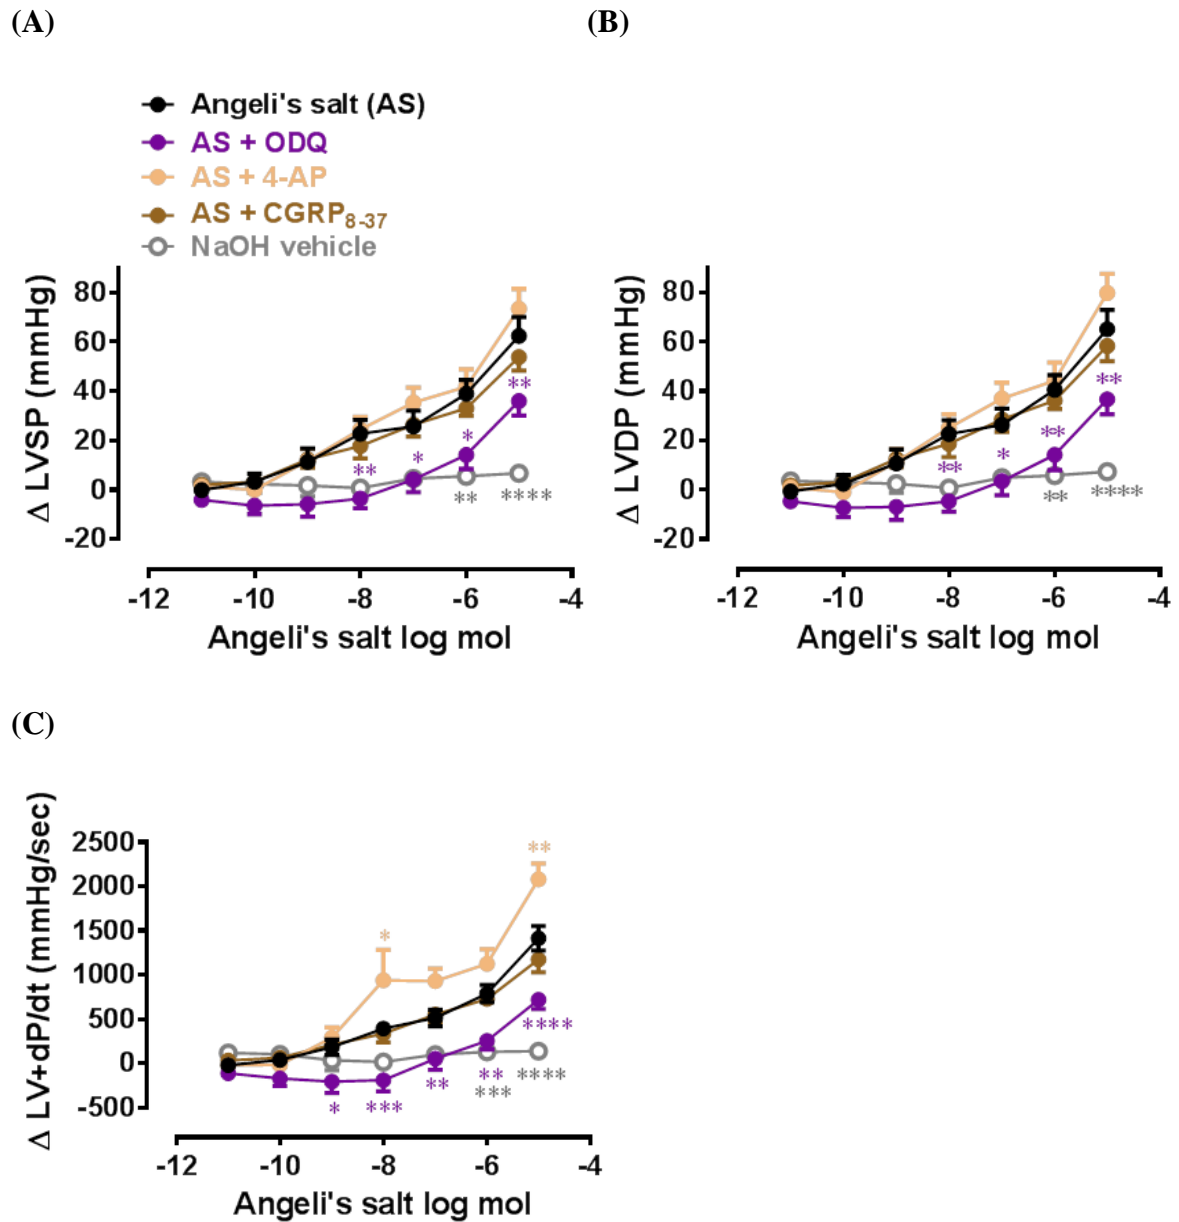 (A)
(B)
Angeli's salt (AS)
AS + ODQ
AS + 4-AP
AS + CGRP8-37
NaOH vehicle
Δ LVSP (mmHg)
80
60
40
20
0
-20
**
*
*
**
**
****
-12 -10 -8 -6 -4
Angeli's salt log mol
Δ LVDP (mmHg)
80
60
40
20
0
-20
**
**
*
**
**
****
-12 -10 -8 -6 -4
Angeli's salt log mol
(C)
Δ LV+dP/dt (mmHg/sec)
2500
2000
1500
1000
500
0
-500
**
*
****
**
**
****
***
*
***
-12 -10 -8 -6 -4
Angeli's salt log mol